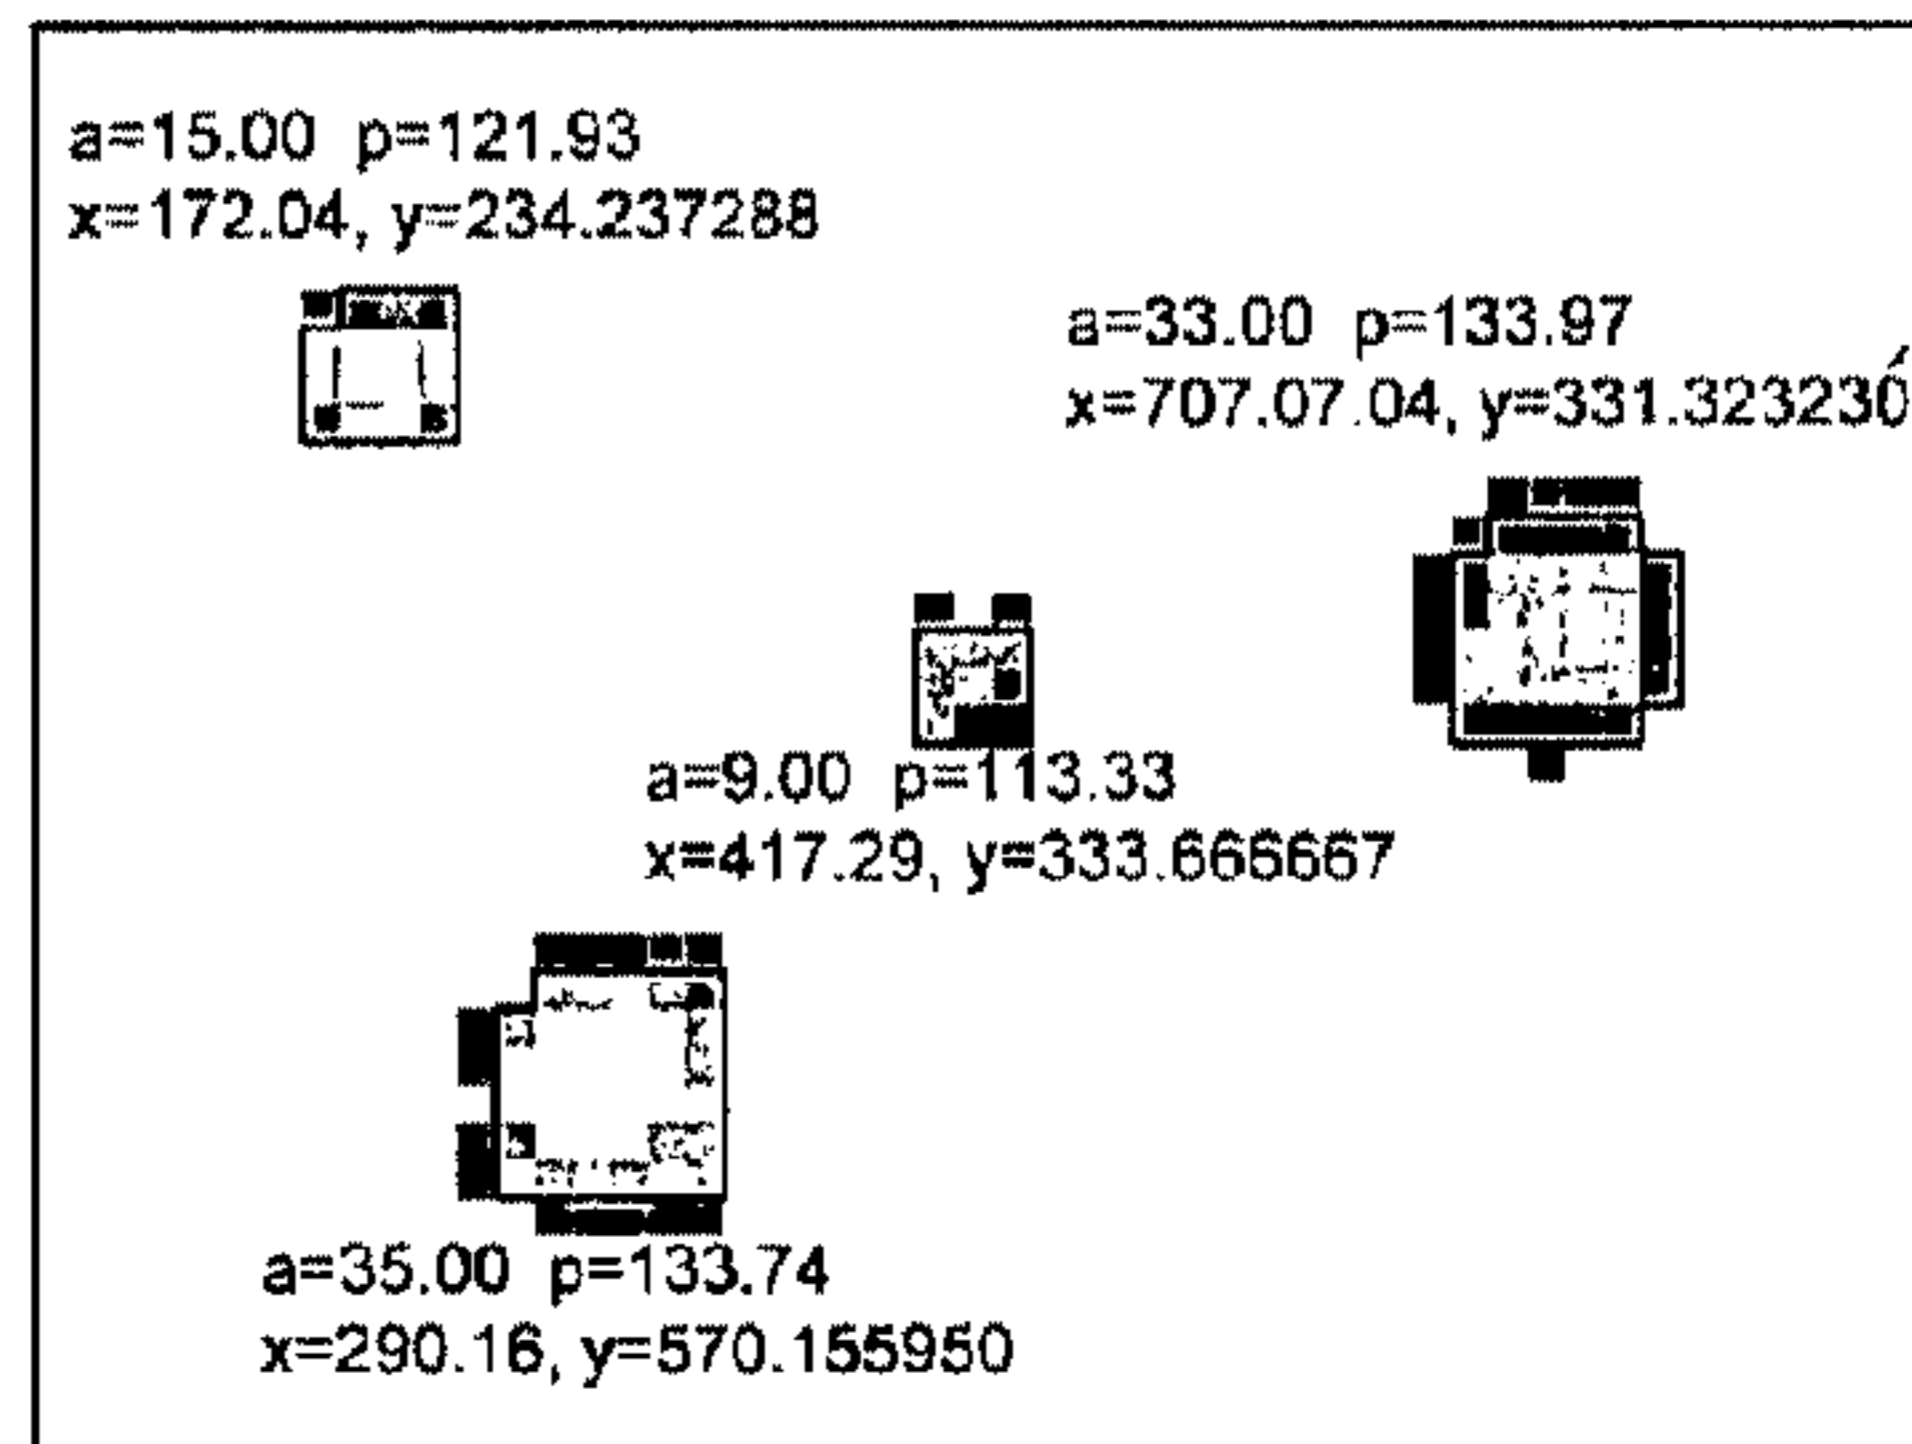 a=15.00 p=121.93
x=172.04, y=234.237288
a=33.00 p=133.97
x=707.07.04, y=331.323230
a=9.00 p=113.33
x=417.29, y=333.666667
a=35.00 p=133.74
x=290.16, y=570.155950